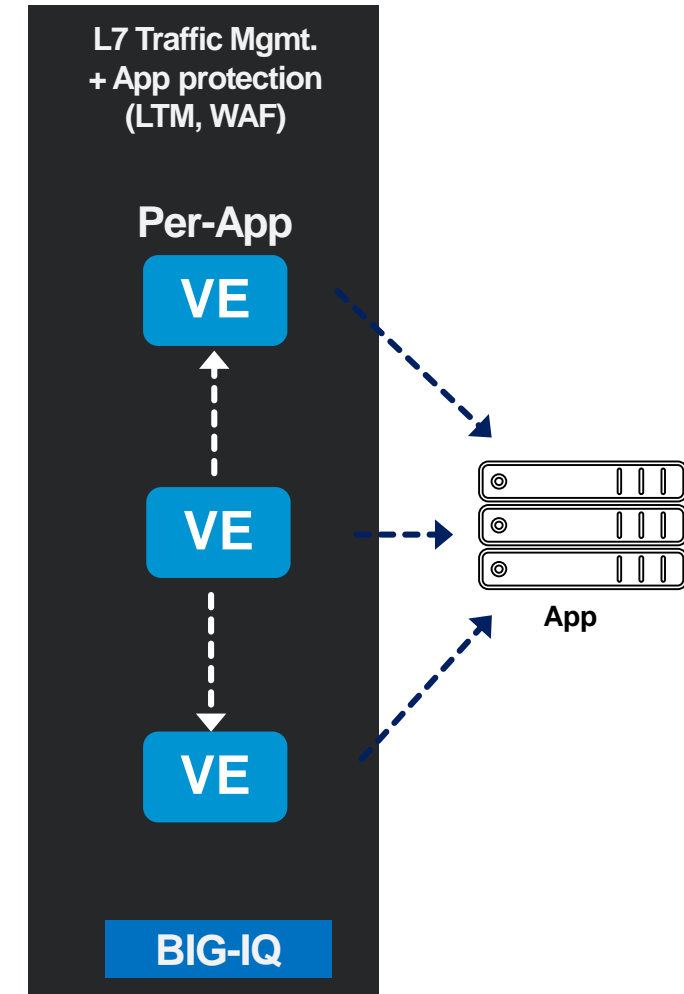 L7 Traffic Mgmt.
+ App protection
(LTM, WAF)
Per-App
VE
VE
App
VE
BIG-IQ